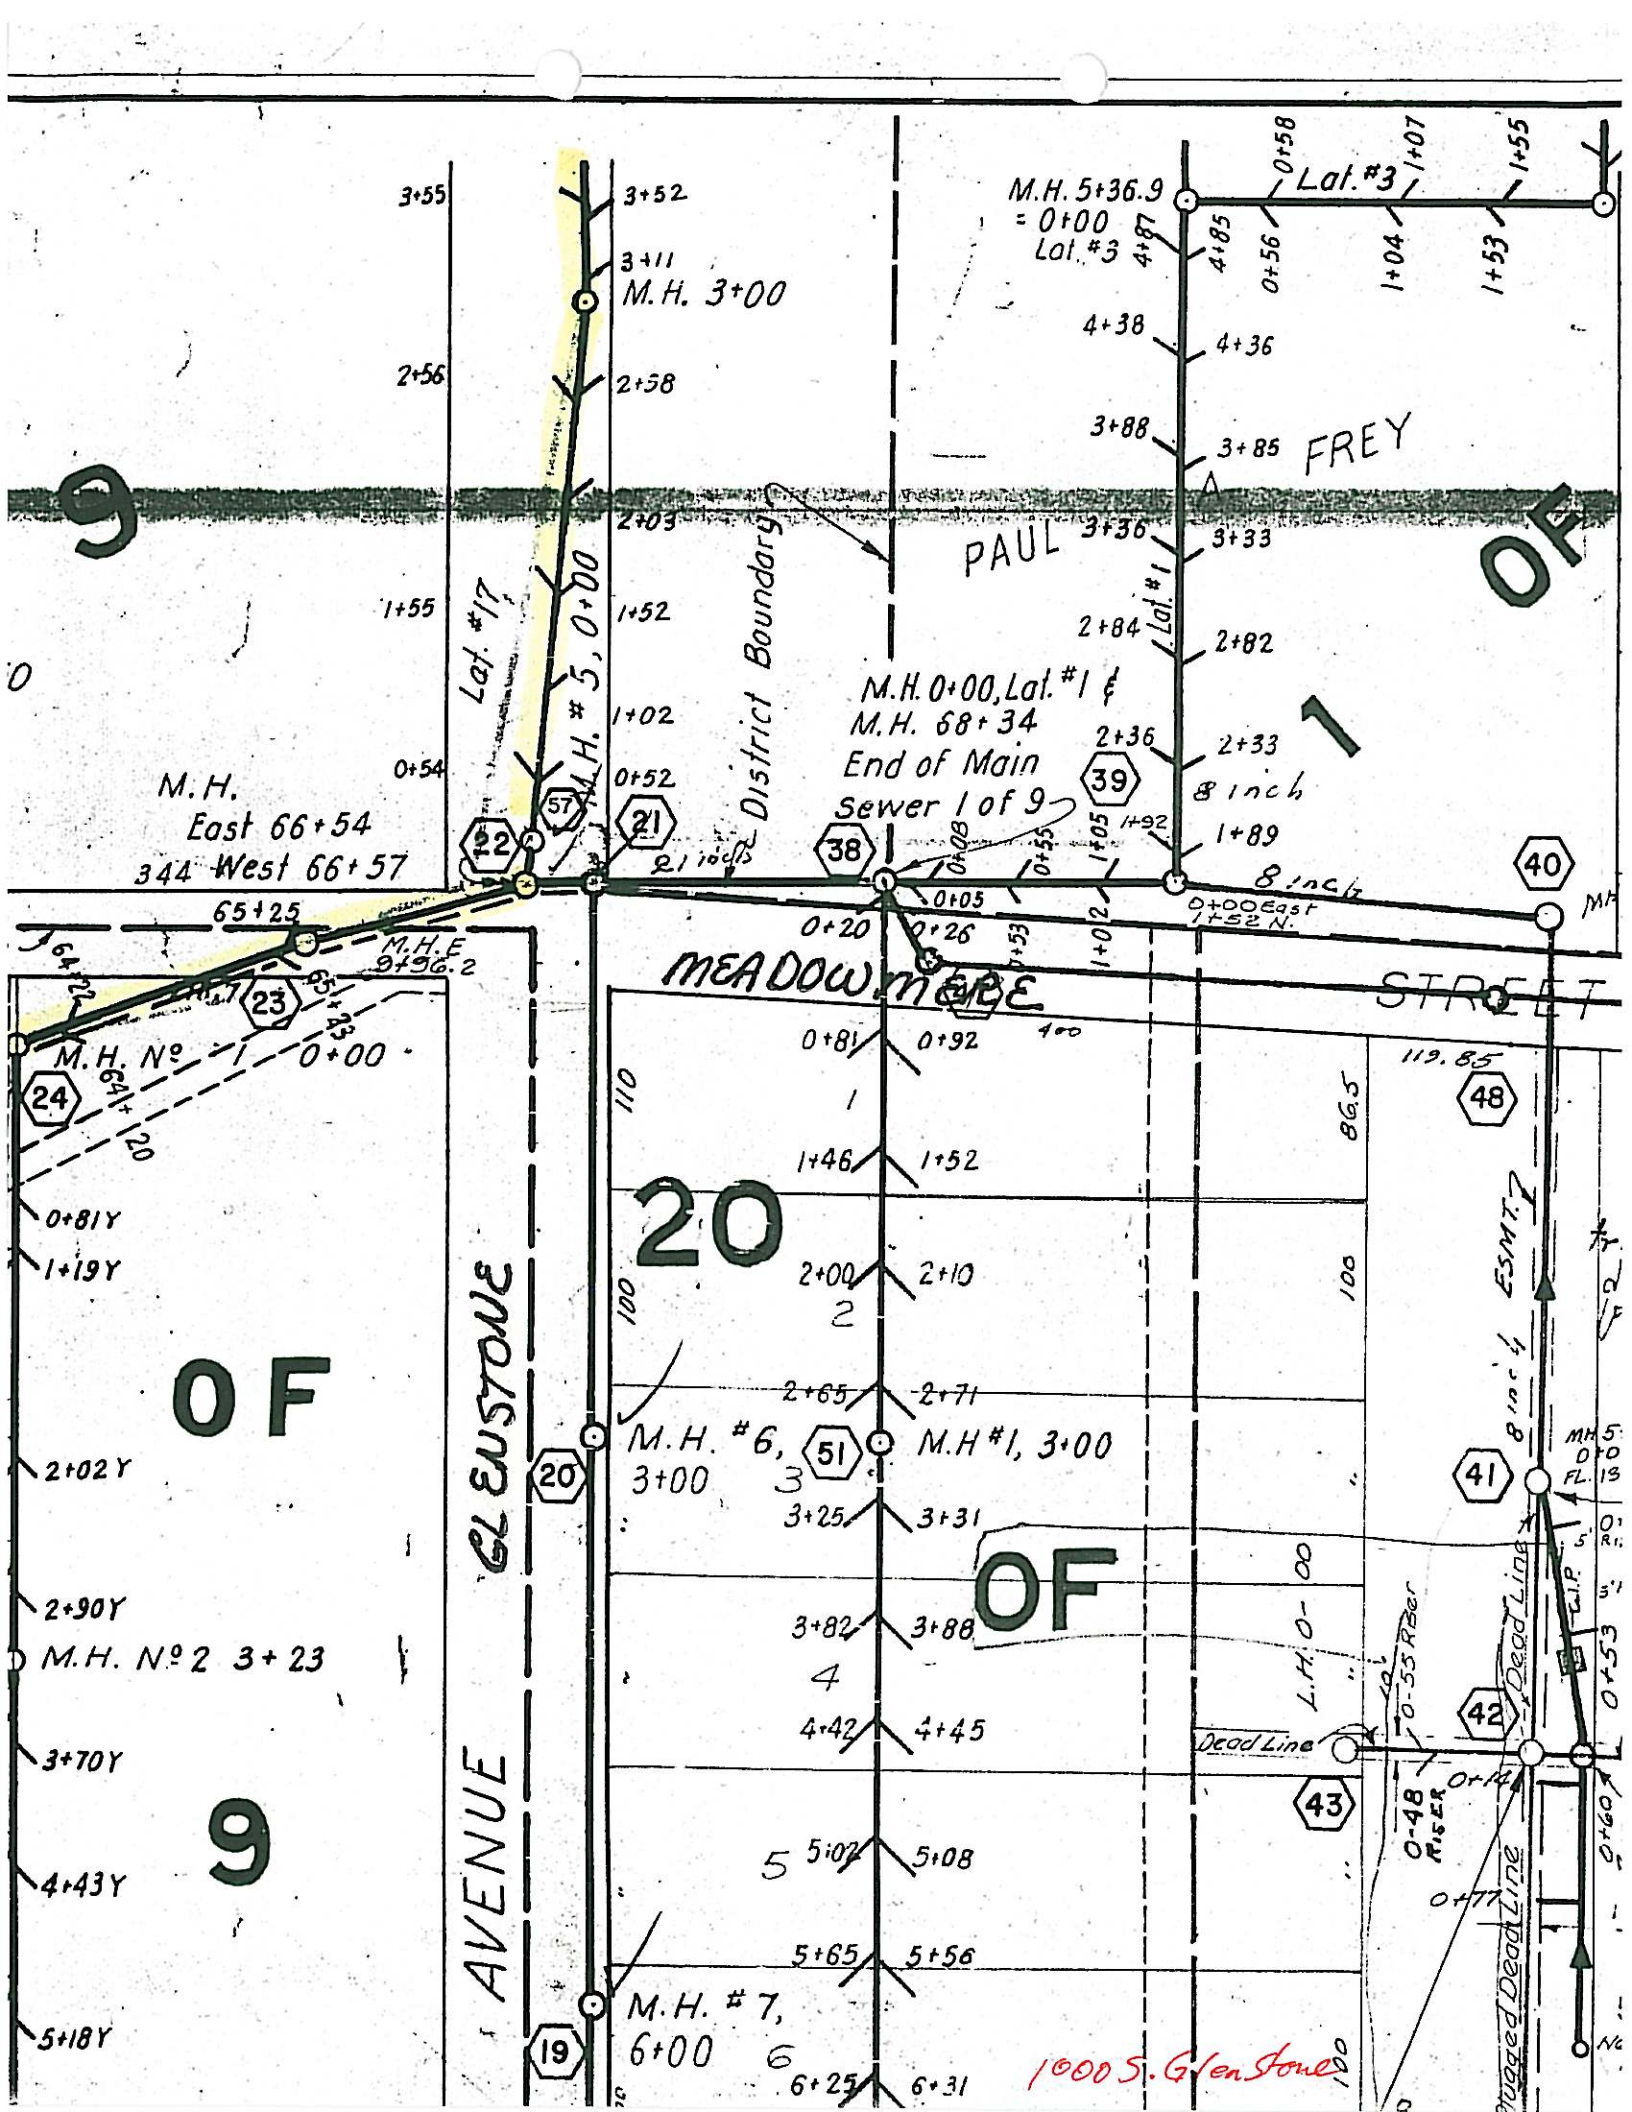 3+55
3+52
3+11
M.H. 3+00
2+56
2+58
9
2+03
1+55
1+52
Lat. #17
M.H. #5, 0+00
1+02
0+54
0+52
District Boundary
M.H. 5+36.9
= 0+00
Lat. #3
4+87
4+85
0+58
1+07
1+55
Lat. #3
0+56
1+04
1+53
4+38
4+36
3+88
3+85
PAUL FREY
3+36
3+33
OF
Lat. #1
2+84
2+82
1
M.H. 0+00, Lat. #1 &
M.H. 68+34
End of Main
Sewer 1 of 9
2+36
2+33
39
8 inch
1+92
1+89
M.H.
East 66+54
344 West 66+57
57
22
21
21 inch
38
0+08
0+55
1+05
0+05
40
8 inch
0+00 East
1+52 N.
MH
65+25
64+22
M.H.E
9+96.2
23
65+23
0+20
0+26
0+53
1+02
MEADOWMERE STREET
400
M.H. Nº 1 0+00
24
64+20
0+81
0+92
119.85
48
110
1
86.5
1+46
1+52
0+81Y
1+19Y
20
8 inch ESMT.
2+00
2+10
100
2
100
OF
GLENSTONE AVENUE
2+65
2+71
M.H. #6,
3+00
20
51
M.H #1, 3+00
3
2+02Y
41
MH 5
3+25
3+31
OF
2+90Y
M.H. Nº 2 3+23
3+82
3+88
4
L.H. 0-00
0-55 Riser
Dead Line
C.I.P.
0+53
42
4+42
4+45
Dead Line
3+70Y
43
0-48
RISER
0+14
0+60
9
5+02
5+08
5
4+43Y
0+77
Plugged Dead Line
5+65
5+56
M.H. #7,
6+00
19
6
5+18Y
6+25
6+31
1000 S. Glenstone
100